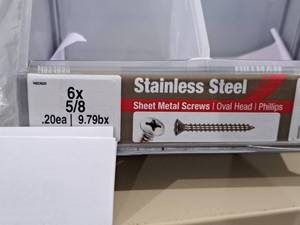 6x
5/8
.20ea | 9.79bx
Stainless Steel
Sheet Metal Screws | Oval Head | Phillips